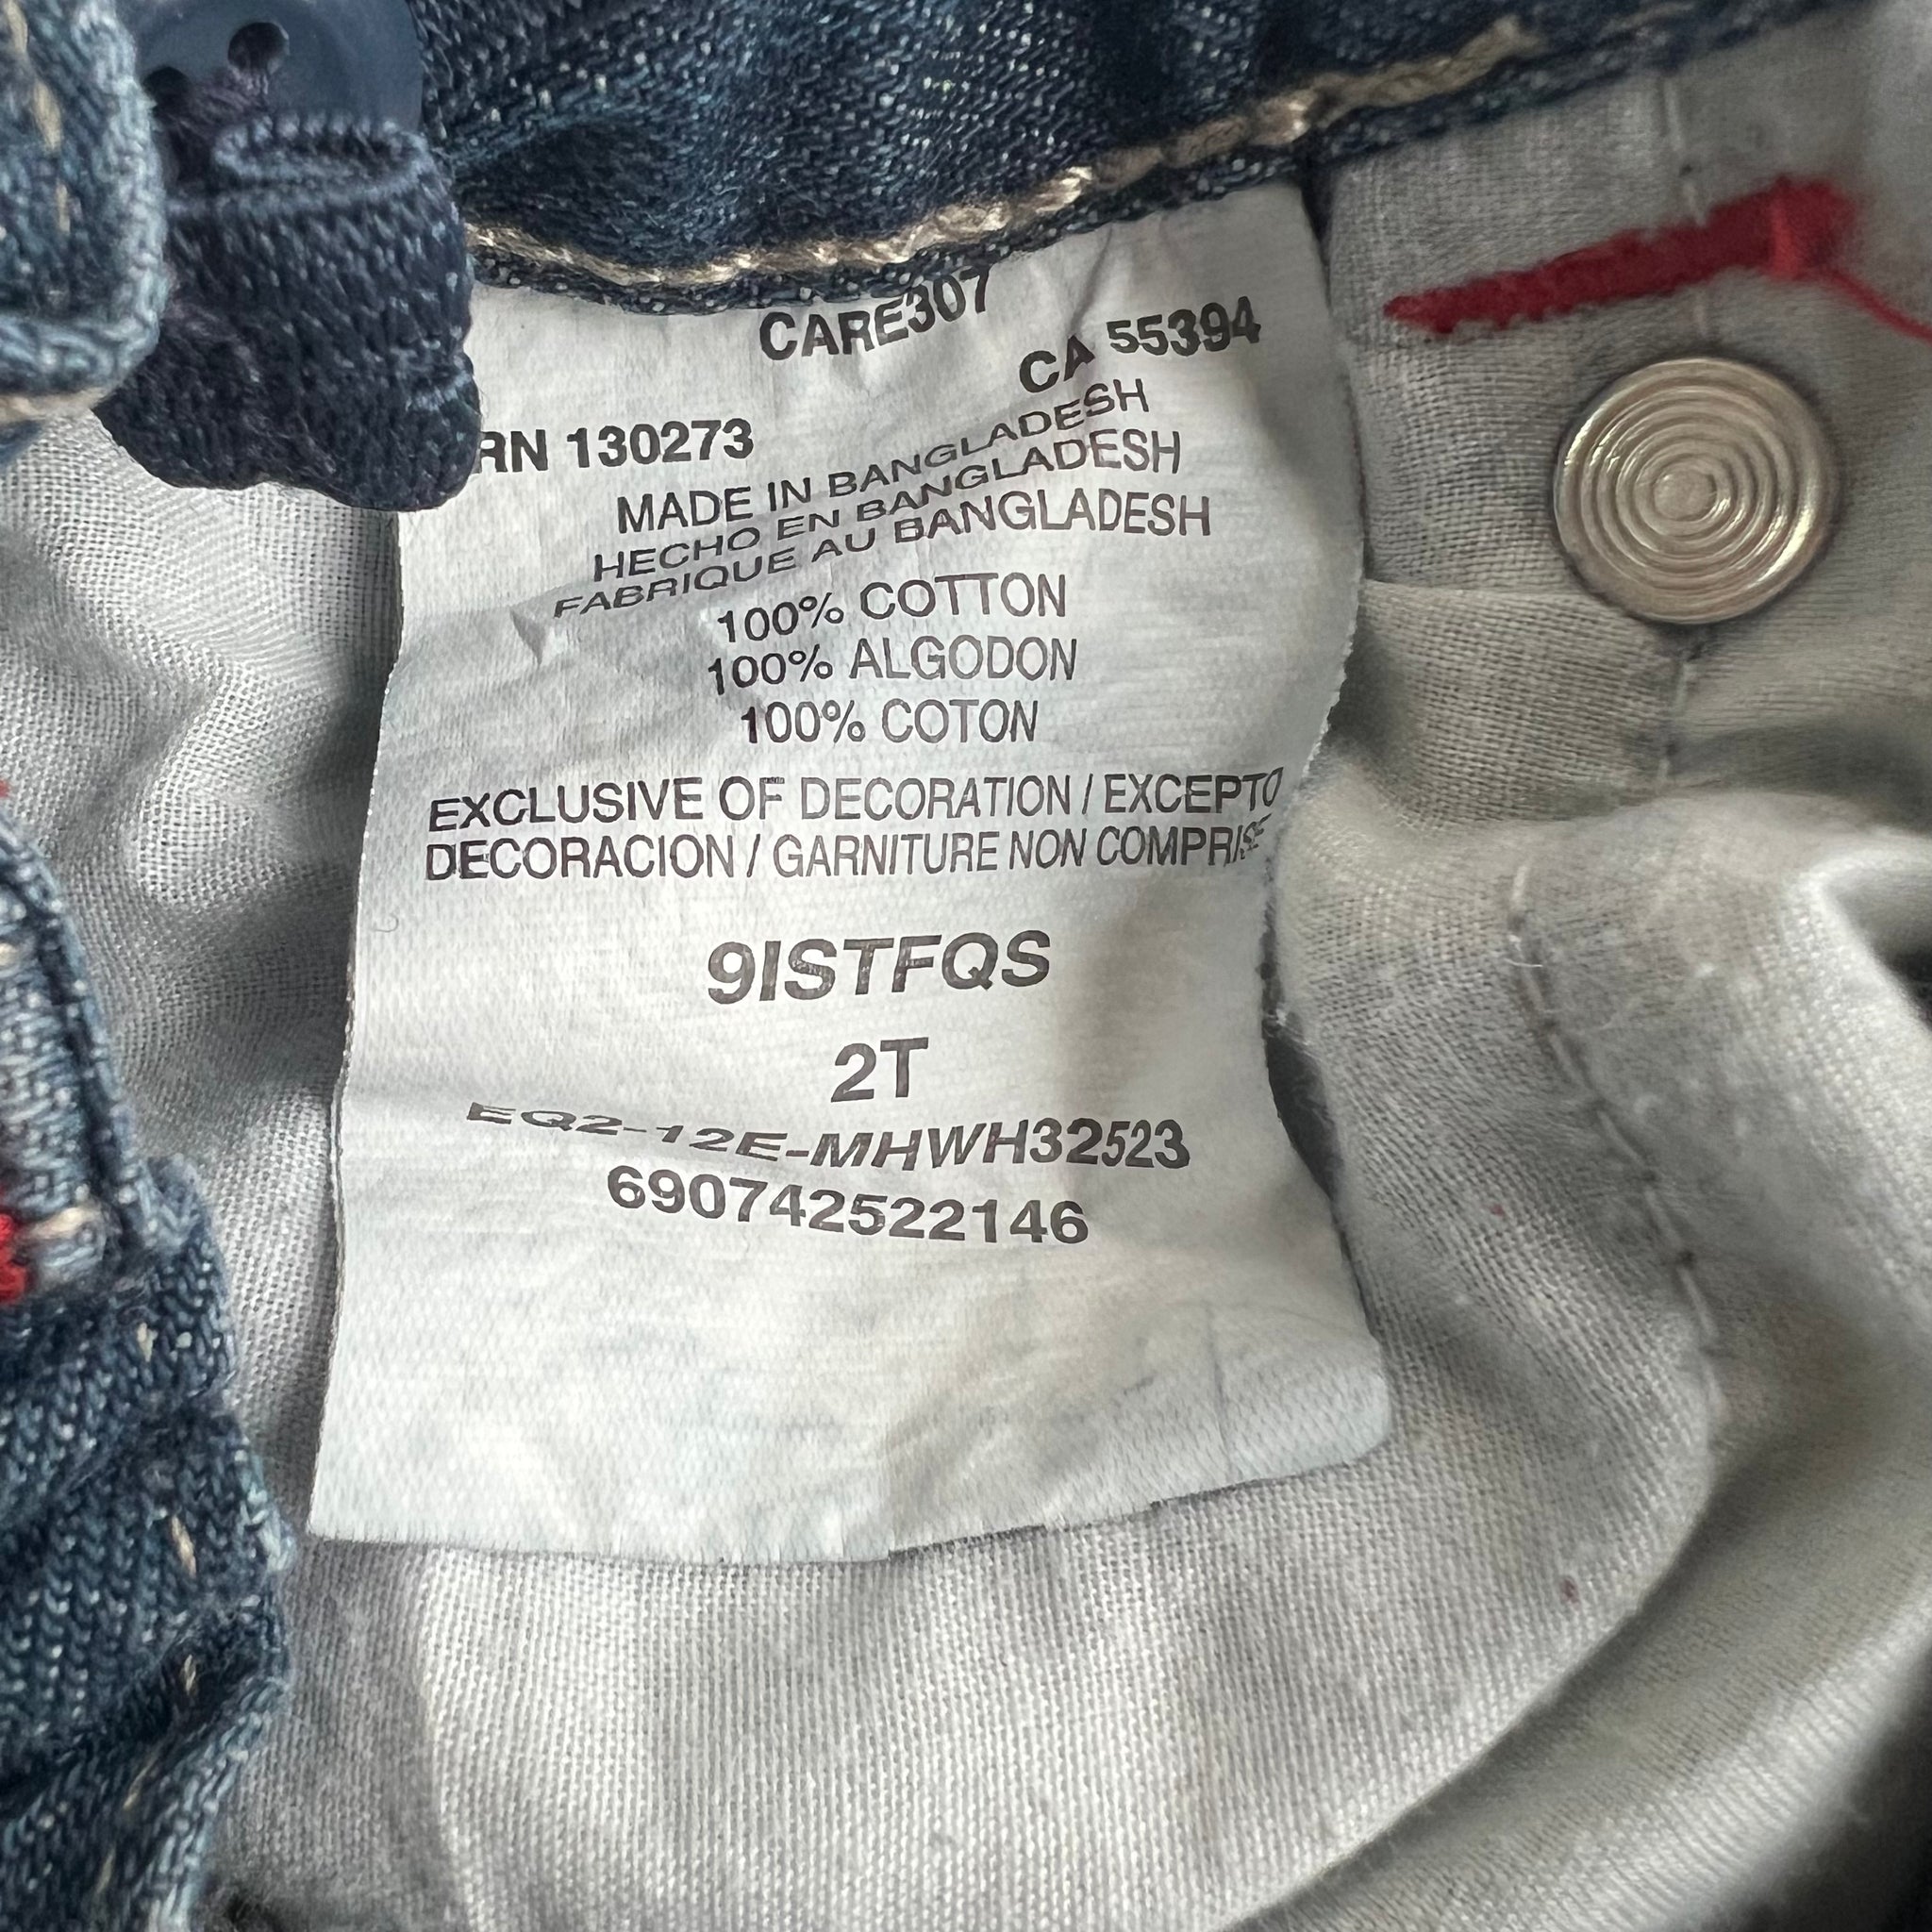 CARE307
RN 130273 CA 55394
MADE IN BANGLADESH
HECHO EN BANGLADESH
FABRIQUE AU BANGLADESH
100% COTTON
100% ALGODON
100% COTON
EXCLUSIVE OF DECORATION / EXCEPTO
DECORACION / GARNITURE NON COMPRISE
9ISTFQS
2T
EQ2-12E-MHWH32523
690742522146